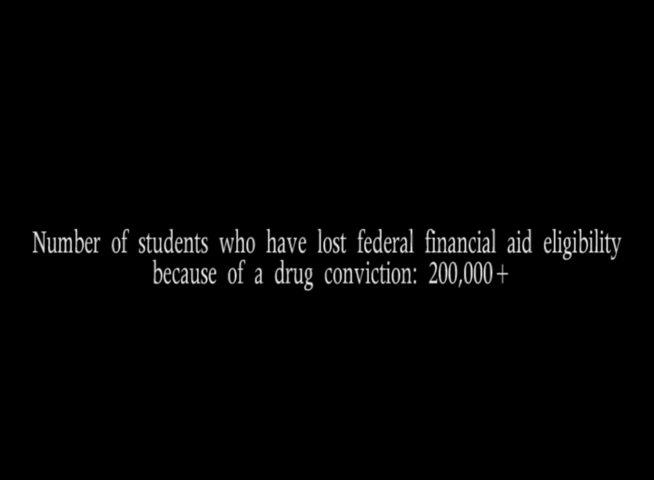 Number of students who have lost federal financial aid eligibility
because of a drug conviction: 200,000+